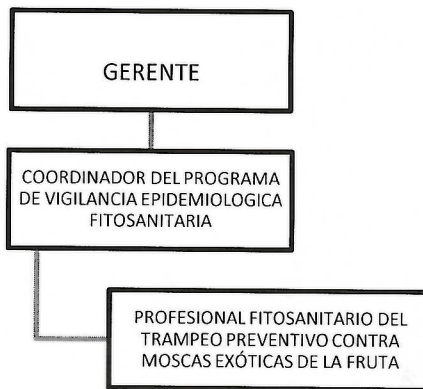 GERENTE
COORDINADOR DEL PROGRAMA
DE VIGILANCIA EPIDEMIOLOGICA
FITOSANITARIA
PROFESIONAL FITOSANITARIO DEL
TRAMPEO PREVENTIVO CONTRA
MOSCAS EXÓTICAS DE LA FRUTA